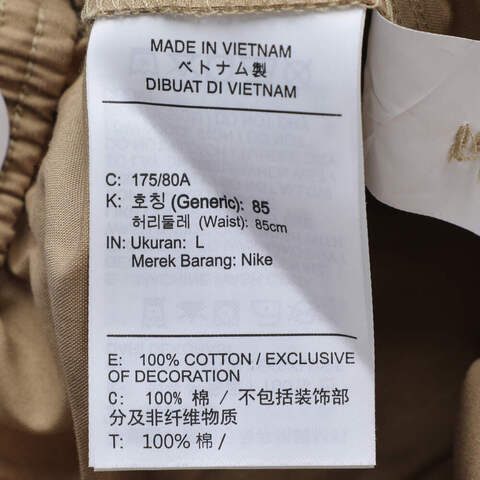 MADE IN VIETNAM
ベトナム製
DIBUAT DI VIETNAM
C: 175/80A
K: 호칭 (Generic): 85
허리둘레 (Waist): 85cm
IN: Ukuran: L
Merek Barang: Nike
E: 100% COTTON / EXCLUSIVE
OF DECORATION
C: 100% 棉 / 不包括装饰部
分及非纤维物质
T: 100% 棉 /